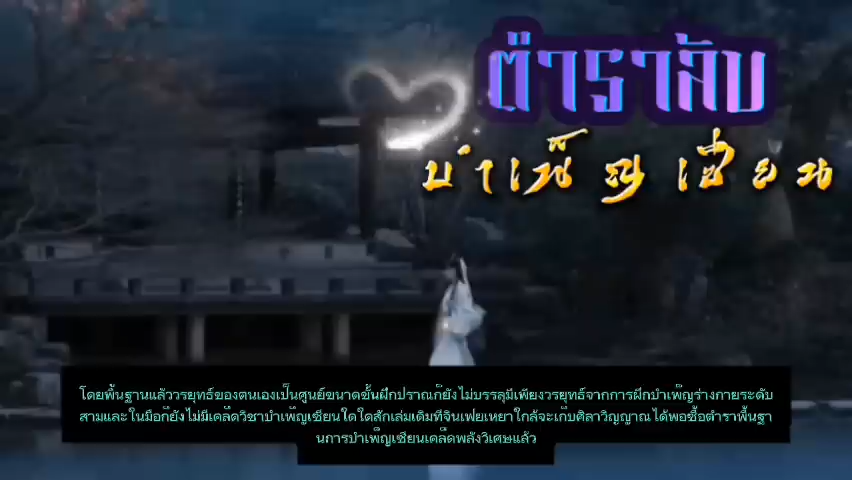 ตำราลับ
บำเพ็ญเซียน
โดยพื้นฐานแล้ววรยุทธ์ของตนเองเป็นศูนย์ขนาดขั้นฝึกปราณก็ยังไม่บรรลุมีเพียงวรยุทธ์จากการฝึกบำเพ็ญร่างกายระดับ
สามและในมือก็ยังไม่มีเคล็ดวิชาบำเพ็ญเซียนใดใดสักเล่มเดิมทีจินเฟยเหยาใกล้จะเก็บศิลาวิญญาณได้พอซื้อตำราพื้นฐา
นการบำเพ็ญเซียนเคล็ดพลังวิเศษแล้ว